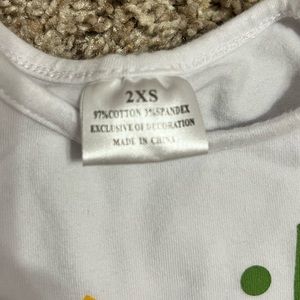 2XS
97%COTTON 3%SPANDEX
EXCLUSIVE OF DECORATION
MADE IN CHINA